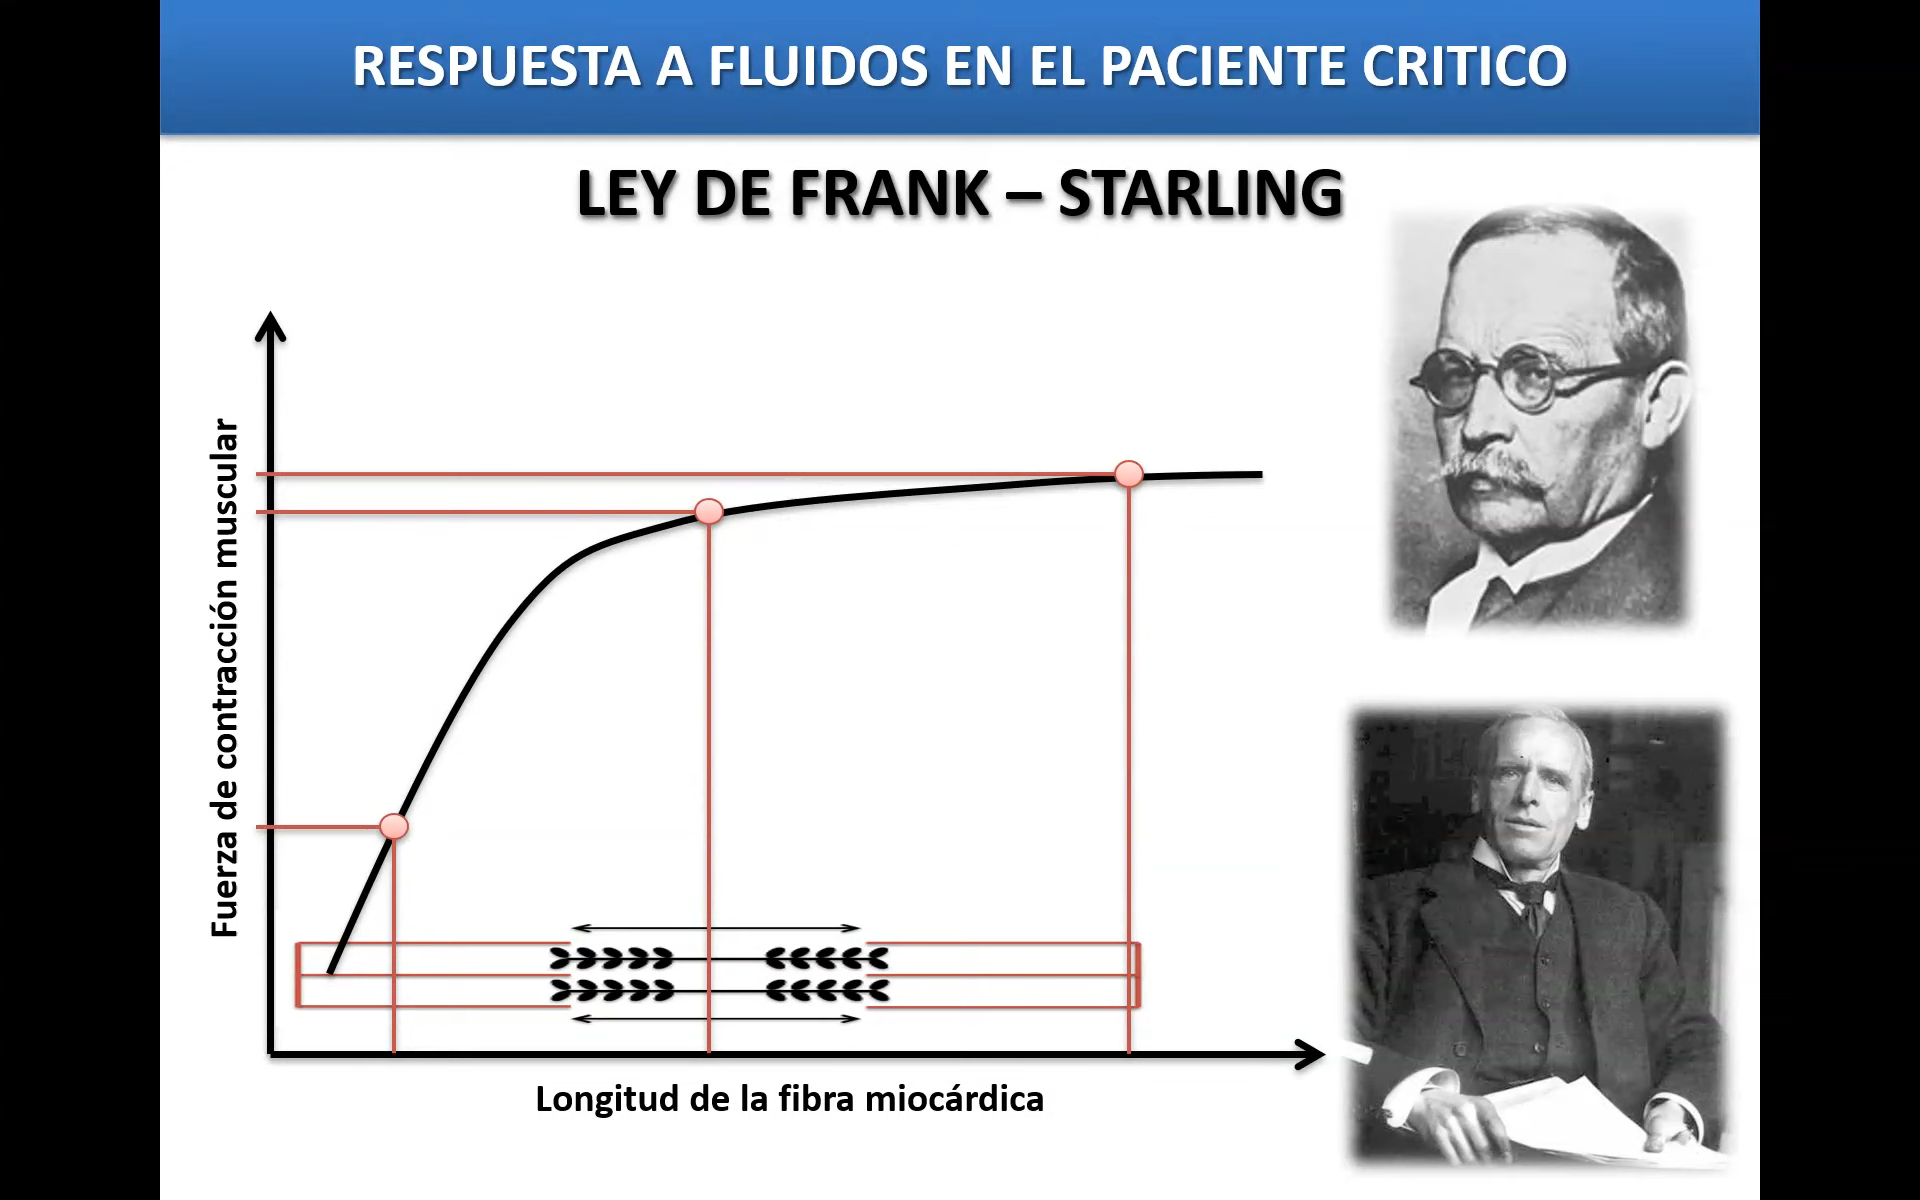 RESPUESTA A FLUIDOS EN EL PACIENTE CRITICO
LEY DE FRANK – STARLING
Fuerza de contracción muscular
Longitud de la fibra miocárdica